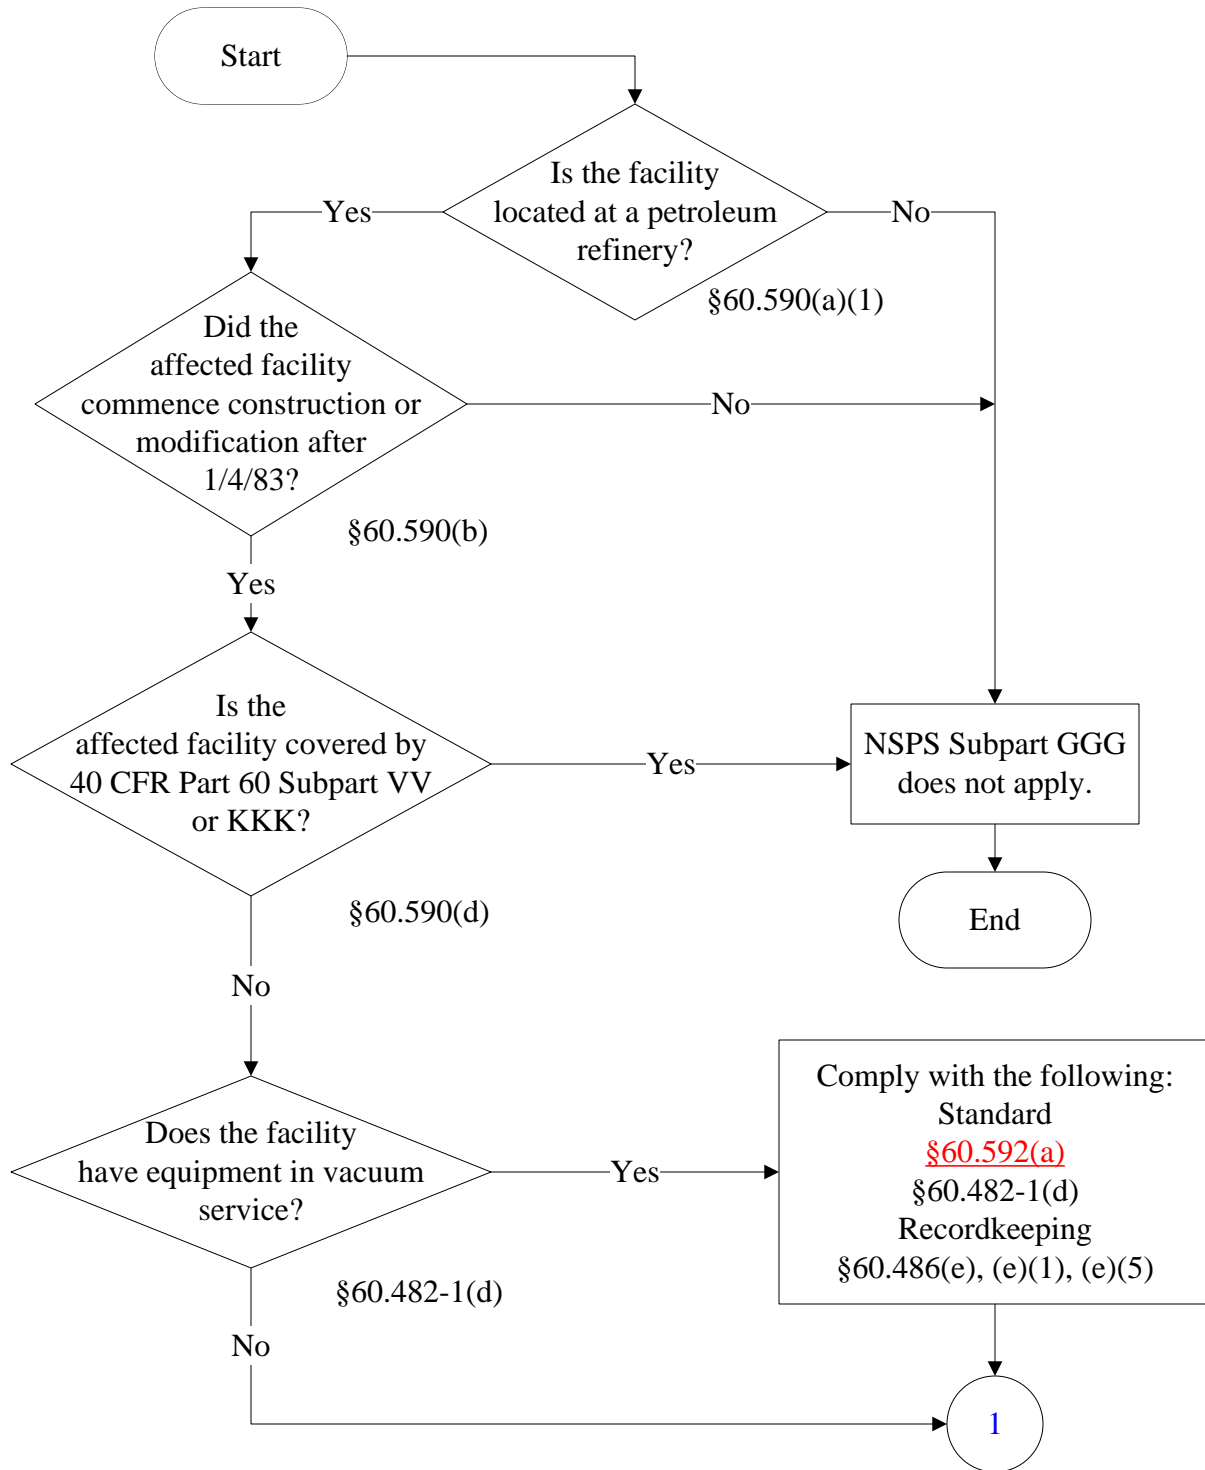 Start
Is the facility
located at a petroleum
refinery?
Yes
No
§60.590(a)(1)
Did the
affected facility
commence construction or
modification after
1/4/83?
No
§60.590(b)
Yes
Is the
affected facility covered by
40 CFR Part 60 Subpart VV
or KKK?
Yes
NSPS Subpart GGG
does not apply.
§60.590(d)
End
No
Does the facility
have equipment in vacuum
service?
Yes
Comply with the following:
Standard
§60.592(a)
§60.482-1(d)
Recordkeeping
§60.486(e), (e)(1), (e)(5)
§60.482-1(d)
No
1